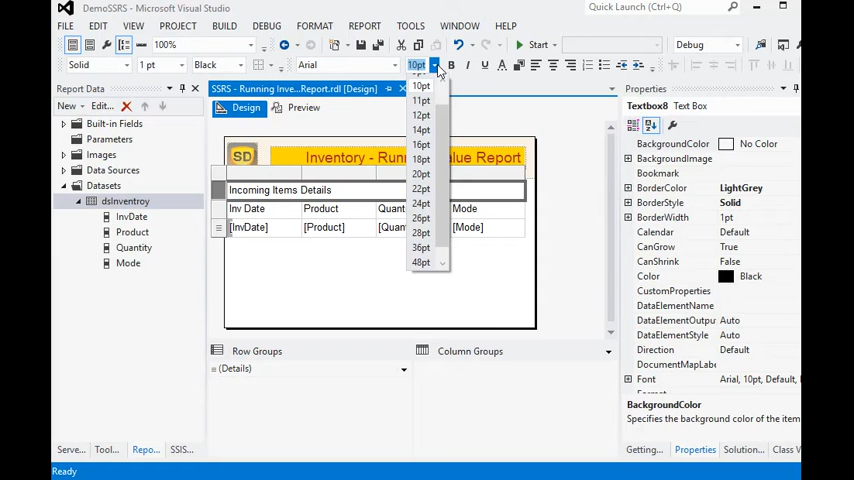 DemoSSRS - Microsoft Visual Studio
Quick Launch (Ctrl+Q)
FILE EDIT VIEW PROJECT BUILD DEBUG FORMAT REPORT TOOLS WINDOW HELP
100% Start Debug
Solid 1 pt Black Arial 10pt B I U A
Report Data
New Edit...
Built-in Fields
Parameters
Images
Data Sources
Datasets
dsInventroy
InvDate
Product
Quantity
Mode
SSRS - Running Inve...Report.rdl [Design]
Design Preview
SD
Inventory - Runn
alue Report
Incoming Items Details
Inv Date Product Quant Mode
[InvDate] [Product] [Quan [Mode]
10pt
11pt
12pt
14pt
16pt
18pt
20pt
22pt
24pt
26pt
28pt
36pt
48pt
Row Groups
Column Groups
(Details)
Properties
Textbox8 Text Box
BackgroundColor No Color
BackgroundImage
Bookmark
BorderColor LightGrey
BorderStyle Solid
BorderWidth 1pt
Calendar Default
CanGrow True
CanShrink False
Color Black
CustomProperties
DataElementName
DataElementOutpu Auto
DataElementStyle Auto
Direction Default
DocumentMapLabe
Font Arial, 10pt, Default, 
BackgroundColor
Specifies the background color of the item
Serve... Tool... Repo... SSIS...
Getting... Properties Solution... Class V
Ready